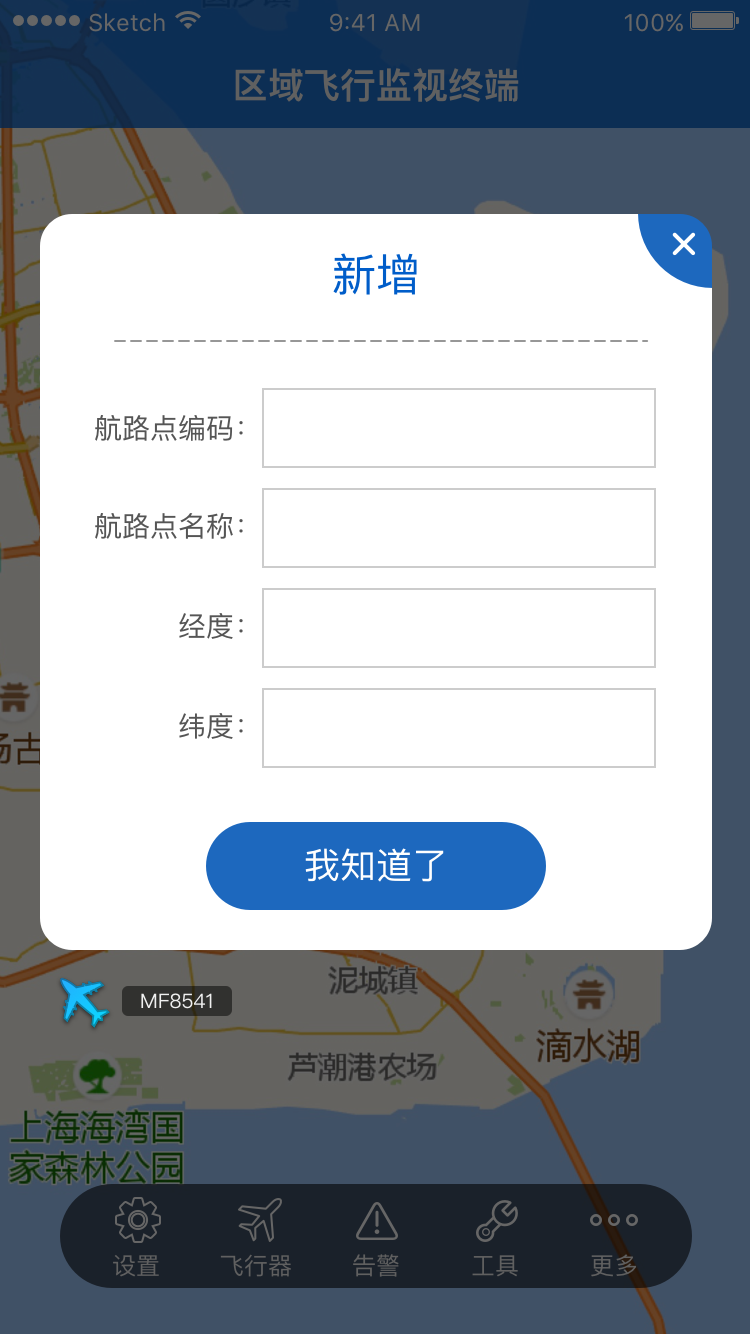 Sketch 9:41 AM 100%
区域飞行监视终端
新增
航路点编码：
航路点名称：
经度：
纬度：
我知道了
泥城镇
MF8541
滴水湖
芦潮港农场
上海海湾国
家森林公园
设置 飞行器 告警 工具 更多